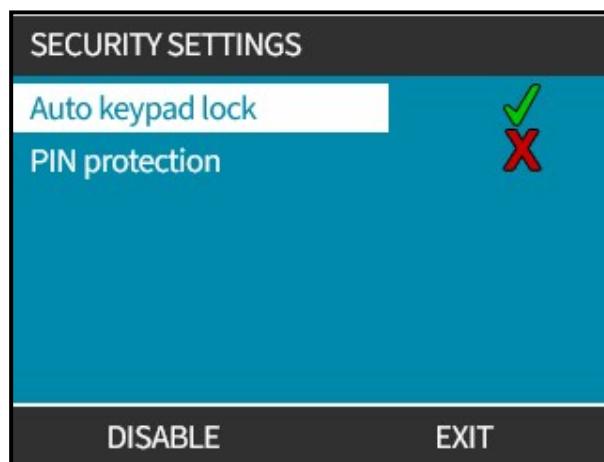 SECURITY SETTINGS
Auto keypad lock
PIN protection
DISABLE EXIT